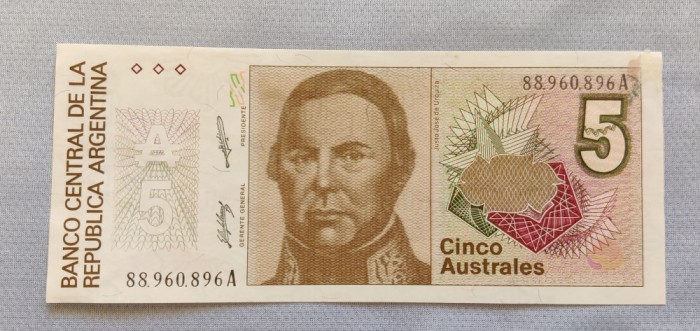 BANCO CENTRAL DE LA
REPUBLICA ARGENTINA
A
5
88.960.896 A
GERENTE GENERAL
PRESIDENTE
Justo José de Urquiza
88.960.896 A
5
Cinco
Australes